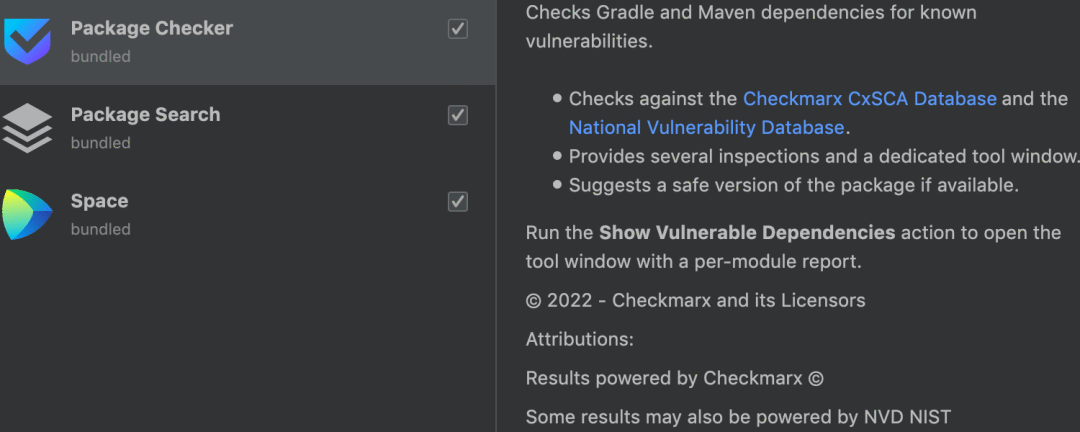 Package Checker
bundled
Package Search
bundled
Space
bundled
Checks Gradle and Maven dependencies for known
vulnerabilities.
• Checks against the Checkmarx CxSCA Database and the
National Vulnerability Database.
• Provides several inspections and a dedicated tool window.
• Suggests a safe version of the package if available.
Run the Show Vulnerable Dependencies action to open the
tool window with a per-module report.
© 2022 - Checkmarx and its Licensors
Attributions:
Results powered by Checkmarx ©
Some results may also be powered by NVD NIST